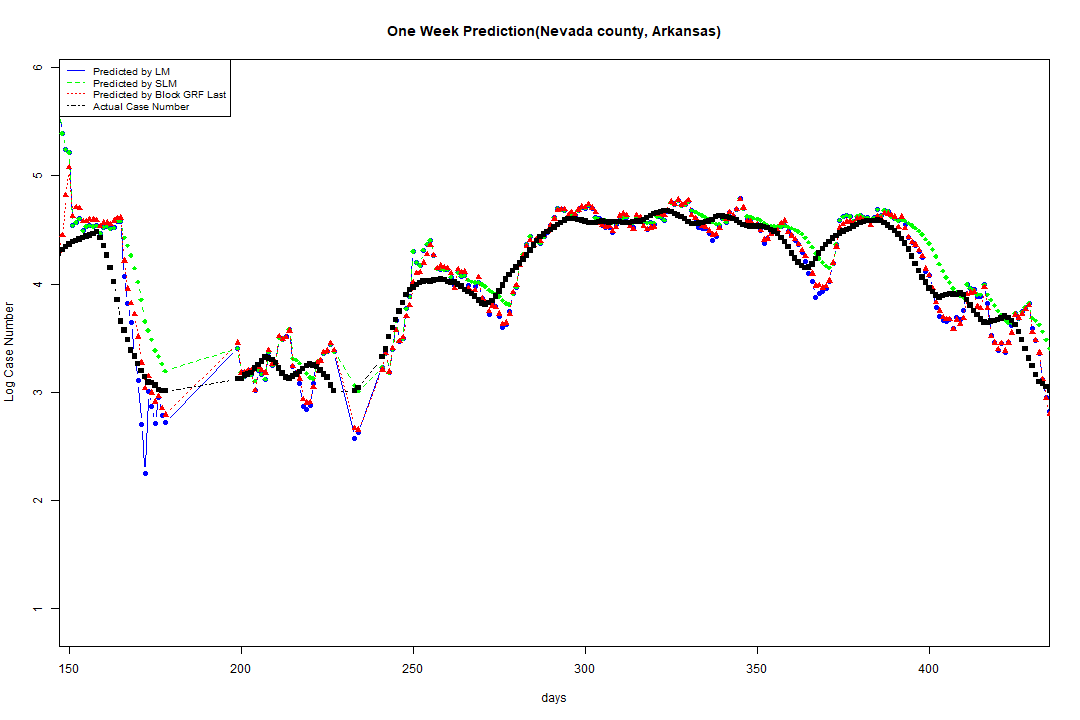 One Week Prediction(Nevada county, Arkansas)
Predicted by LM
Predicted by SLM
Predicted by Block GRF Last
Actual Case Number
6
5
4
3
2
1
Log Case Number
150 200 250 300 350 400
days